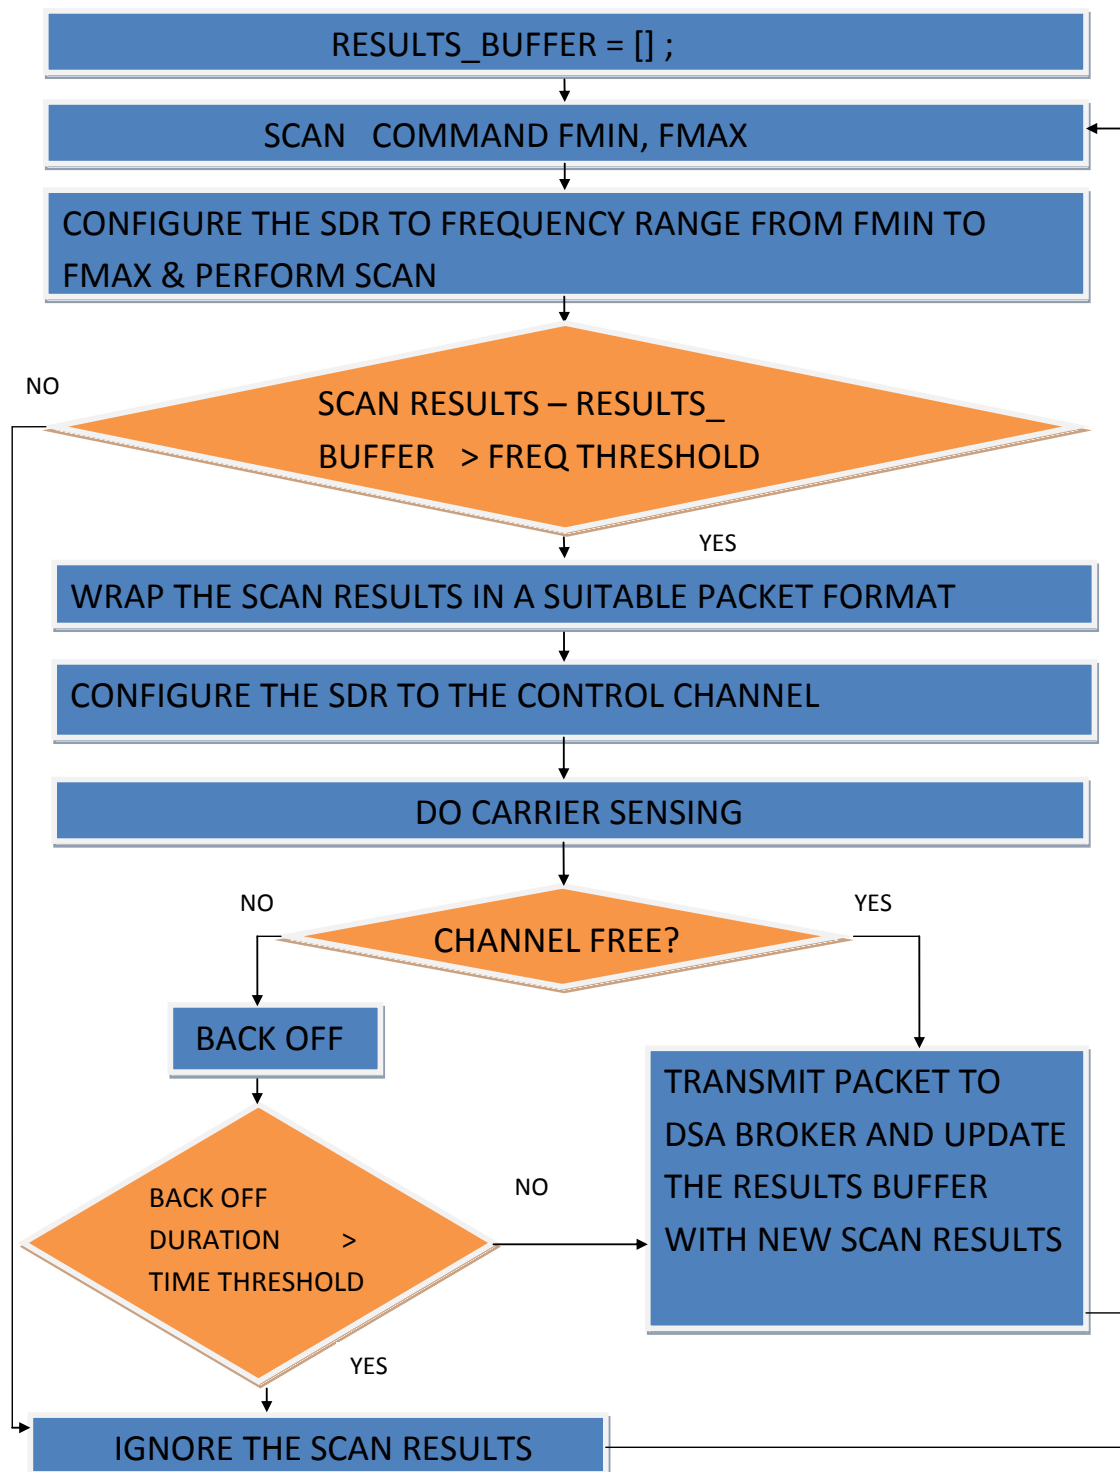 RESULTS_BUFFER = [] ;
SCAN COMMAND FMIN, FMAX
CONFIGURE THE SDR TO FREQUENCY RANGE FROM FMIN TO
FMAX & PERFORM SCAN
NO
SCAN RESULTS – RESULTS_
BUFFER > FREQ THRESHOLD
YES
WRAP THE SCAN RESULTS IN A SUITABLE PACKET FORMAT
CONFIGURE THE SDR TO THE CONTROL CHANNEL
DO CARRIER SENSING
NO
YES
CHANNEL FREE?
BACK OFF
TRANSMIT PACKET TO
DSA BROKER AND UPDATE
THE RESULTS BUFFER
WITH NEW SCAN RESULTS
BACK OFF
DURATION >
TIME THRESHOLD
NO
YES
IGNORE THE SCAN RESULTS